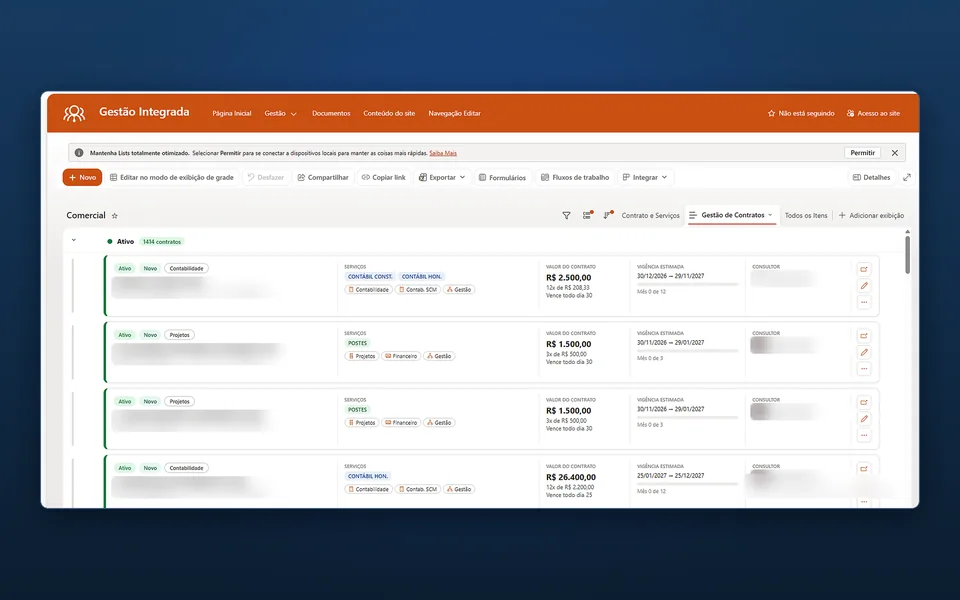 Gestão Integrada
Página Inicial Gestão Documentos Conteúdo do site Navegação Editar
Não está seguindo Acesso ao site
Mantenha Lists totalmente otimizado. Selecionar Permitir para se conectar a dispositivos locais para manter as coisas mais rápidas. Saiba Mais
Permitir
+ Novo Editar no modo de exibição de grade Desfazer Compartilhar Copiar link Exportar Formulários Fluxos de trabalho Integrar Detalhes
Comercial
Contrato e Serviços Gestão de Contratos Todos os Itens + Adicionar exibição
Ativo 1414 contratos
Ativo Novo Contabilidade
SERVIÇOS
CONTÁBIL CONST. CONTÁBIL HON.
Contabilidade Contab. SCM Gestão
VALOR DO CONTRATO
R$ 2.500,00
12x de R$ 208,33
Vence todo dia 30
VIGÊNCIA ESTIMADA
30/12/2026 — 29/11/2027
Mês 0 de 12
CONSULTOR
Ativo Novo Projetos
SERVIÇOS
POSTES
Projetos Financeiro Gestão
VALOR DO CONTRATO
R$ 1.500,00
3x de R$ 500,00
Vence todo dia 30
VIGÊNCIA ESTIMADA
30/11/2026 — 29/01/2027
Mês 0 de 3
CONSULTOR
Ativo Novo Projetos
SERVIÇOS
POSTES
Projetos Financeiro Gestão
VALOR DO CONTRATO
R$ 1.500,00
3x de R$ 500,00
Vence todo dia 30
VIGÊNCIA ESTIMADA
30/11/2026 — 29/01/2027
Mês 0 de 3
CONSULTOR
Ativo Novo Contabilidade
SERVIÇOS
CONTÁBIL HON.
Contabilidade Contab. SCM Gestão
VALOR DO CONTRATO
R$ 26.400,00
12x de R$ 2.200,00
Vence todo dia 25
VIGÊNCIA ESTIMADA
25/01/2027 — 25/12/2027
Mês 0 de 12
CONSULTOR